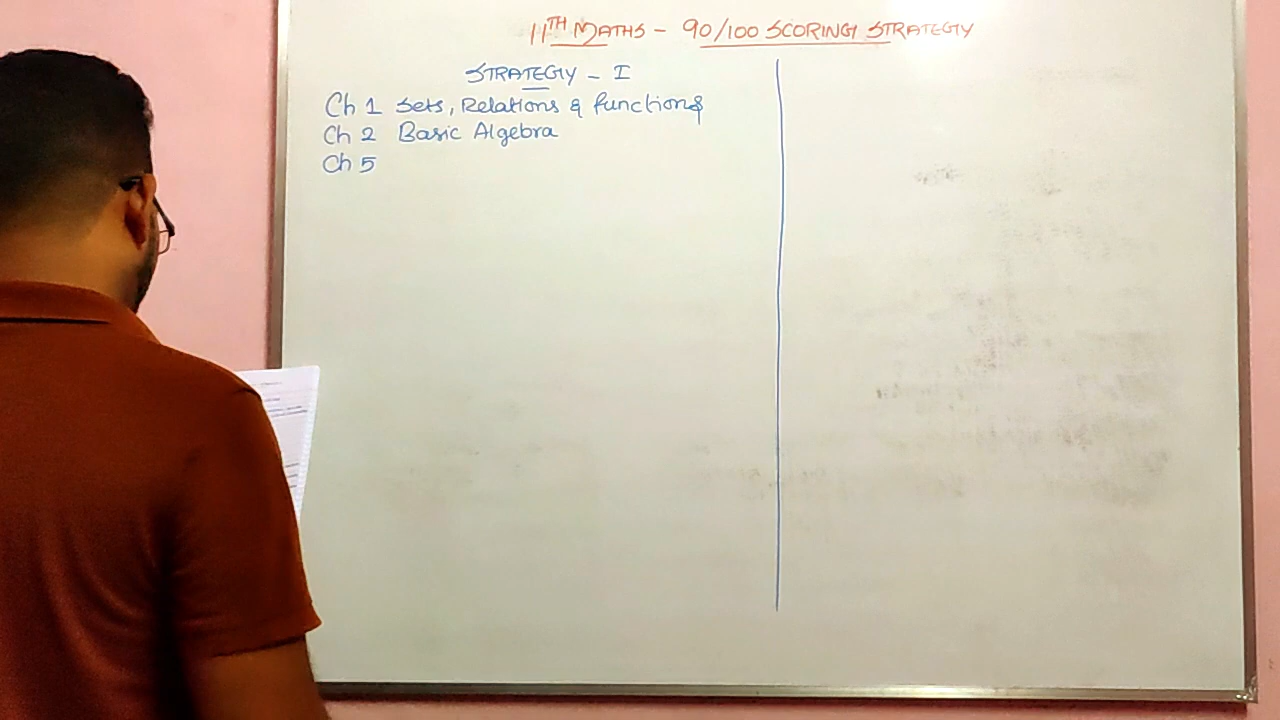 11TH MATHS - 90/100 SCORING STRATEGY
STRATEGY - I
Ch 1 Sets, Relations & functions
Ch 2 Basic Algebra
Ch 5